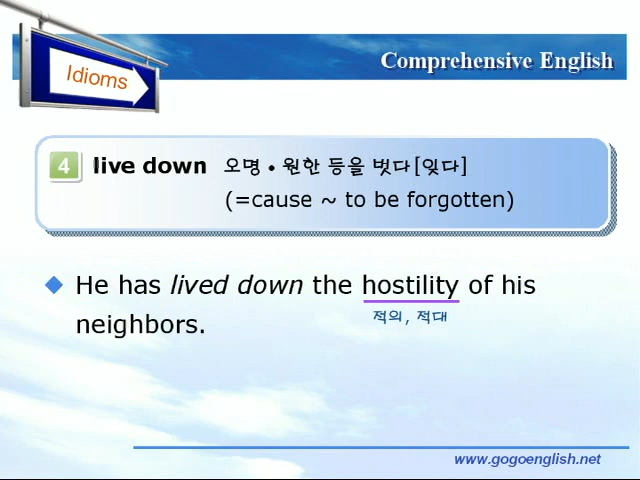 Idioms
Comprehensive English
4 live down 오명 • 원한 등을 벗다[잊다]
(=cause ~ to be forgotten)
He has lived down the hostility of his
적의, 적대
neighbors.
www.gogoenglish.net